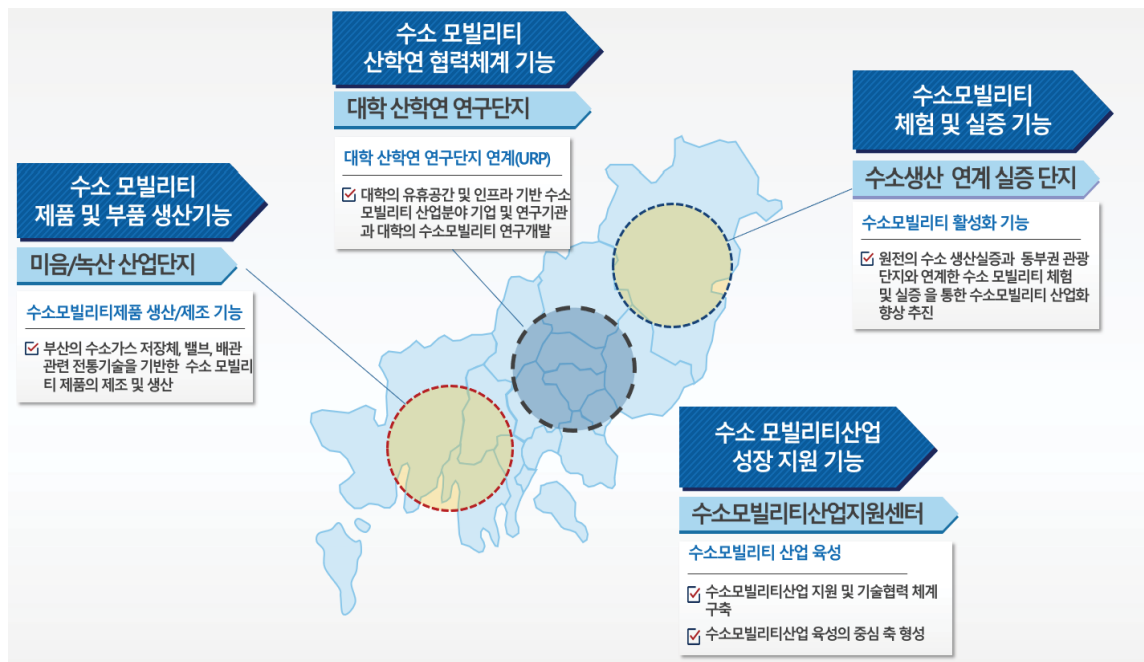 수소 모빌리티
산학연 협력체계 기능
대학 산학연 연구단지
대학 산학연 연구단지 연계(URP)
대학의 유휴공간 및 인프라 기반 수소
모빌리티 산업분야 기업 및 연구기관
과 대학의 수소모빌리티 연구개발
수소모빌리티
체험 및 실증 기능
수소생산 연계 실증 단지
수소모빌리티 활성화 기능
원전의 수소 생산실증과 동부권 관광
단지와 연계한 수소 모빌리티 체험
및 실증 을 통한 수소모빌리티 산업화
향상 추진
수소 모빌리티
제품 및 부품 생산기능
미음/녹산 산업단지
수소모빌리티제품 생산/제조 기능
부산의 수소가스 저장체, 밸브, 배관
관련 전통기술을 기반한 수소 모빌리
티 제품의 제조 및 생산
수소 모빌리티산업
성장 지원 기능
수소모빌리티산업지원센터
수소모빌리티 산업 육성
수소모빌리티산업 지원 및 기술협력 체계
구축
수소모빌리티산업 육성의 중심 축 형성